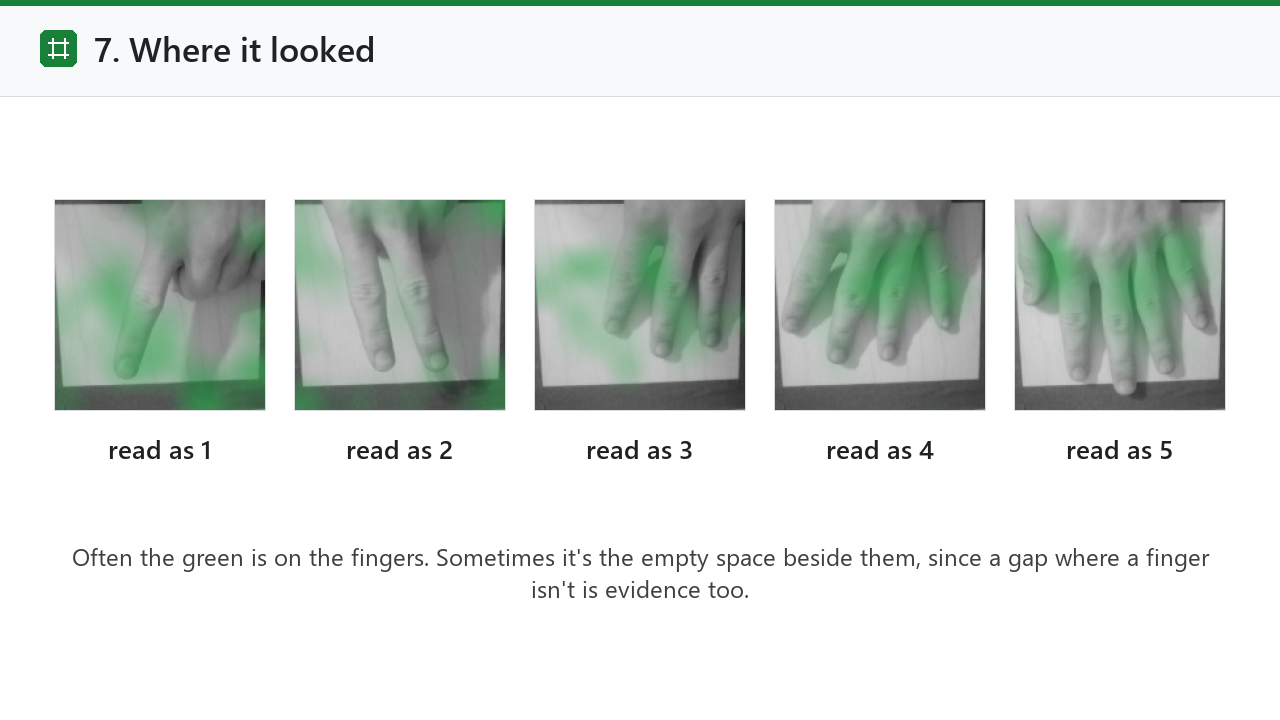 7. Where it looked
read as 1
read as 2
read as 3
read as 4
read as 5
Often the green is on the fingers. Sometimes it's the empty space beside them, since a gap where a finger
isn't is evidence too.